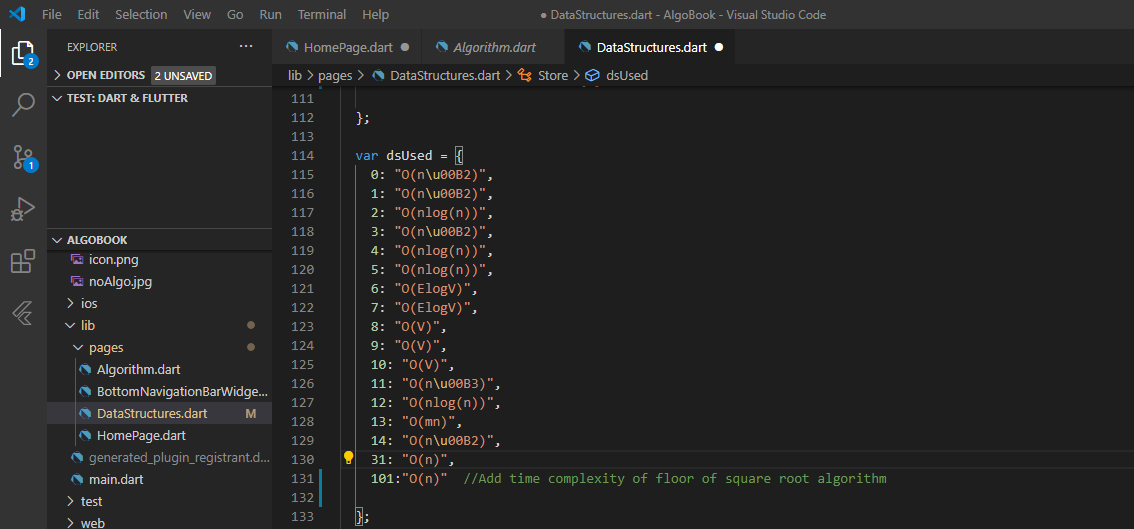 File Edit View Go Run Terminal Help
● DataStructures.dart - AlgoBook - Visual Studio Code
EXPLORER ···
2
1
OPEN EDITORS 2 UNSAVED
TEST: DART & FLUTTER
ALGOBOOK
icon.png
noAlgo.jpg
ios
lib
pages
Algorithm.dart
BottomNavigationBarWidge...
DataStructures.dart M
HomePage.dart
generated_plugin_registrant.d...
main.dart
test
web
HomePage.dart ● Algorithm.dart DataStructures.dart ●
lib > pages > DataStructures.dart > Store > dsUsed
111
112 };
113
114 var dsUsed = {
115 0: "O(n\u00B2)",
116 1: "O(n\u00B2)",
117 2: "O(nlog(n))",
118 3: "O(n\u00B2)",
119 4: "O(nlog(n))",
120 5: "O(nlog(n))",
121 6: "O(ElogV)",
122 7: "O(ElogV)",
123 8: "O(V)",
124 9: "O(V)",
125 10: "O(V)",
126 11: "O(n\u00B3)",
127 12: "O(nlog(n))",
128 13: "O(mn)",
129 14: "O(n\u00B2)",
130 31: "O(n)",
131 101:"O(n)" //Add time complexity of floor of square root algorithm
132
133 };